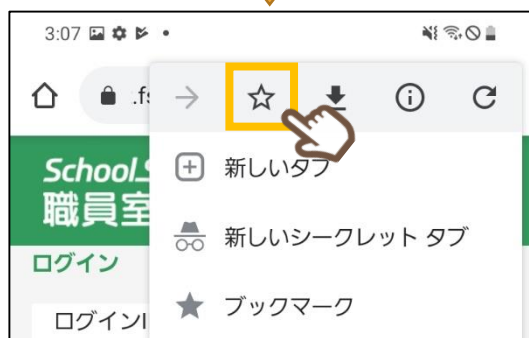 3:07
.fs
School
職員室
新しいタブ
新しいシークレット タブ
ログイン
ブックマーク
ログインI